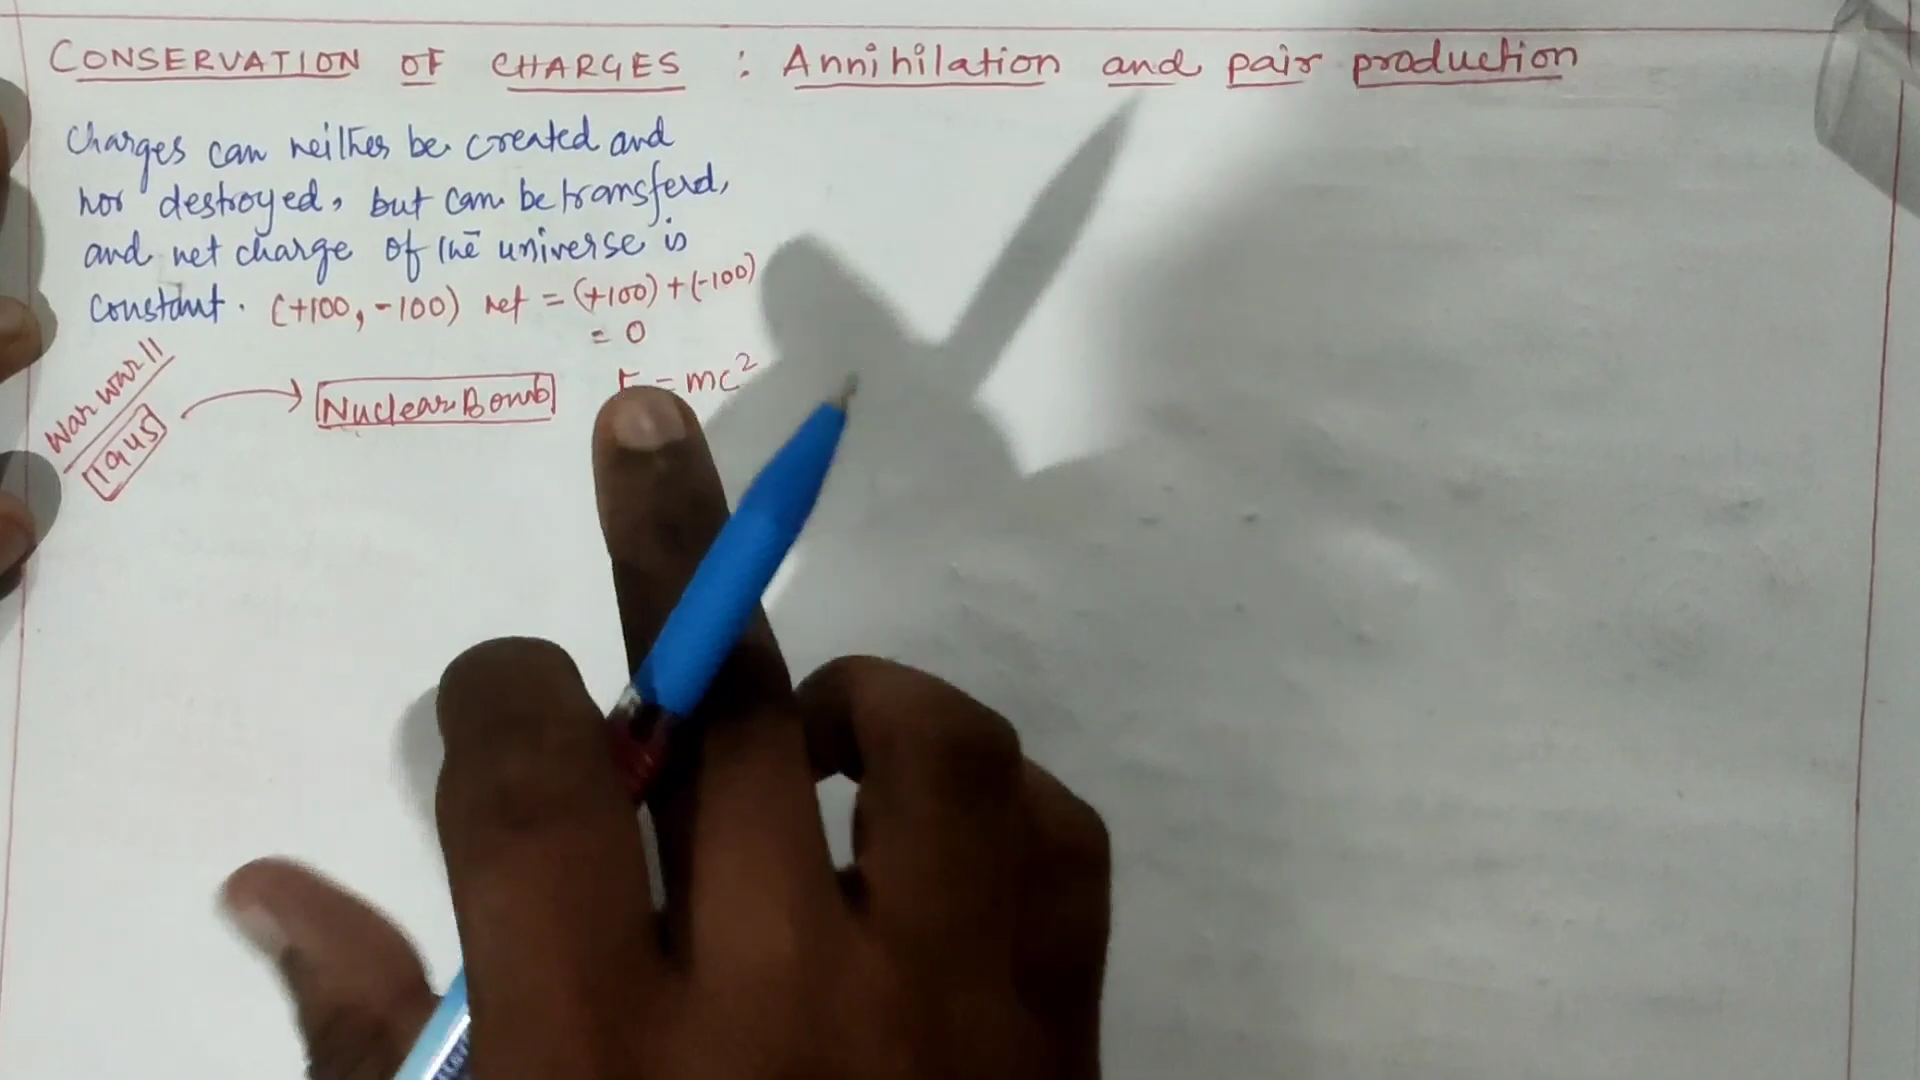 CONSERVATION OF CHARGES : Annihilation and pair production
Charges can neither be created and
nor destroyed, but can be transferd,
and net charge of the universe is
constant. (+100, -100) net = (+100) + (-100)
= 0
War war II
1945
Nuclear Bomb
= mc²